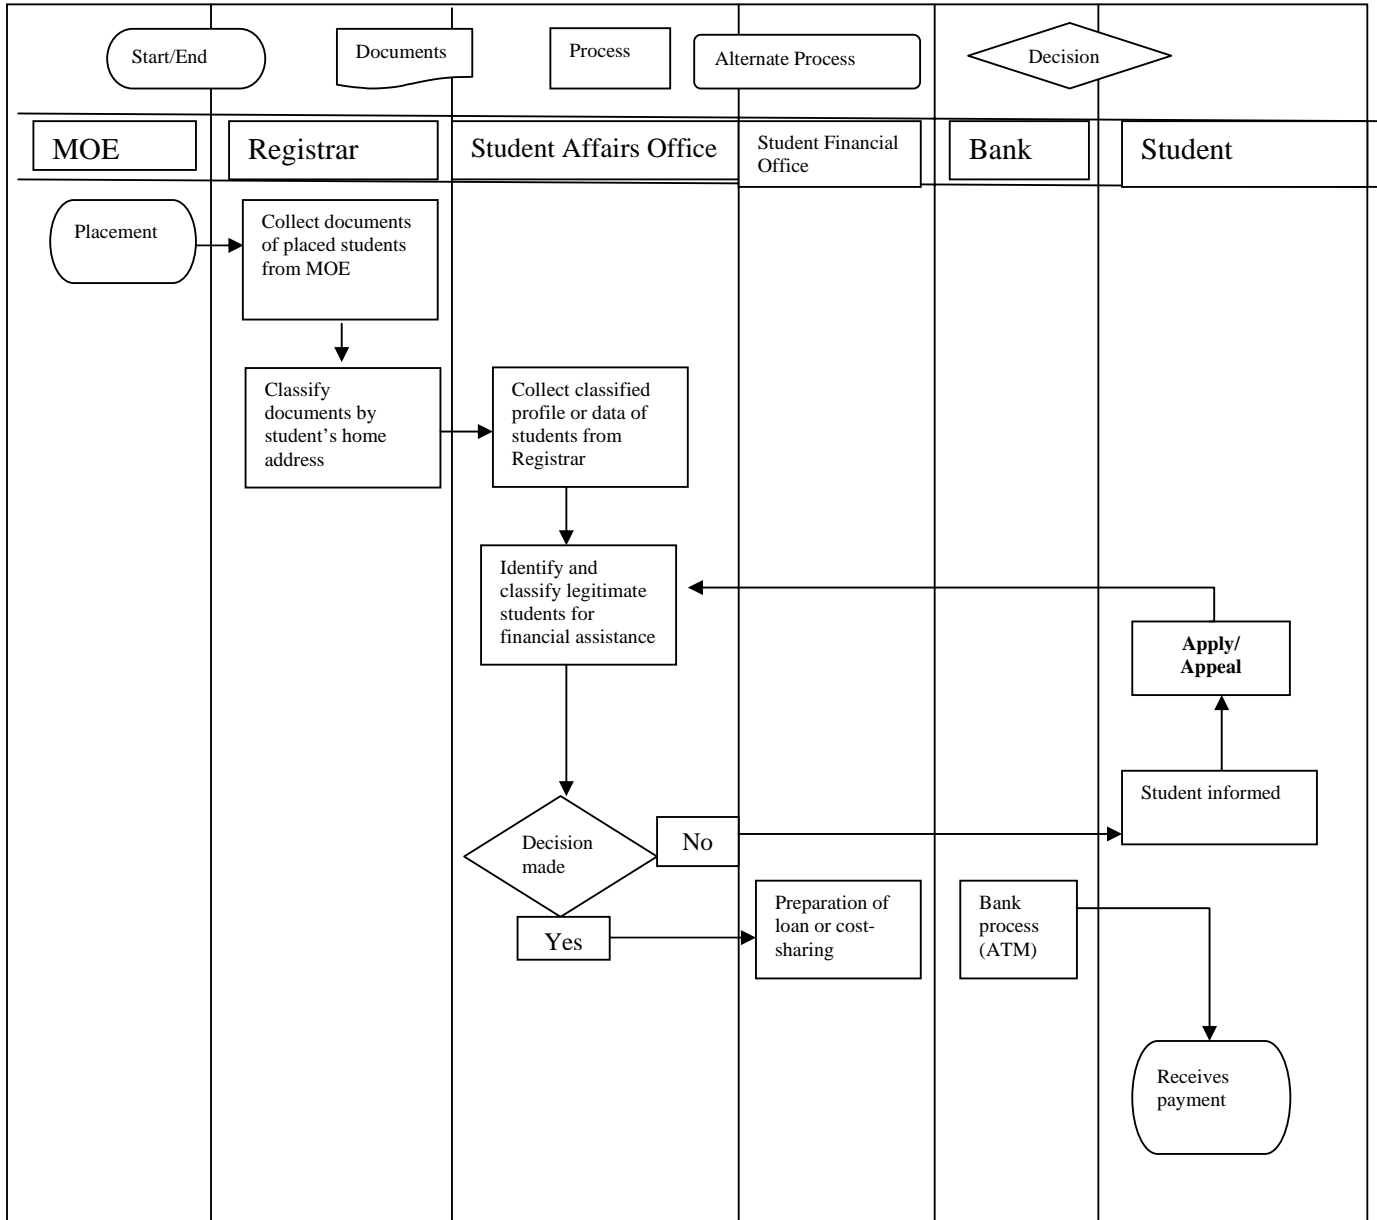 Start/End
Documents
Process
Alternate Process
Decision
MOE
Registrar
Student Affairs Office
Student Financial
Office
Bank
Student
Placement
Collect documents
of placed students
from MOE
Classify
documents by
student’s home
address
Collect classified
profile or data of
students from
Registrar
Identify and
classify legitimate
students for
financial assistance
Apply/
Appeal
Student informed
Decision
made
No
Yes
Preparation of
loan or cost-
sharing
Bank
process
(ATM)
Receives
payment